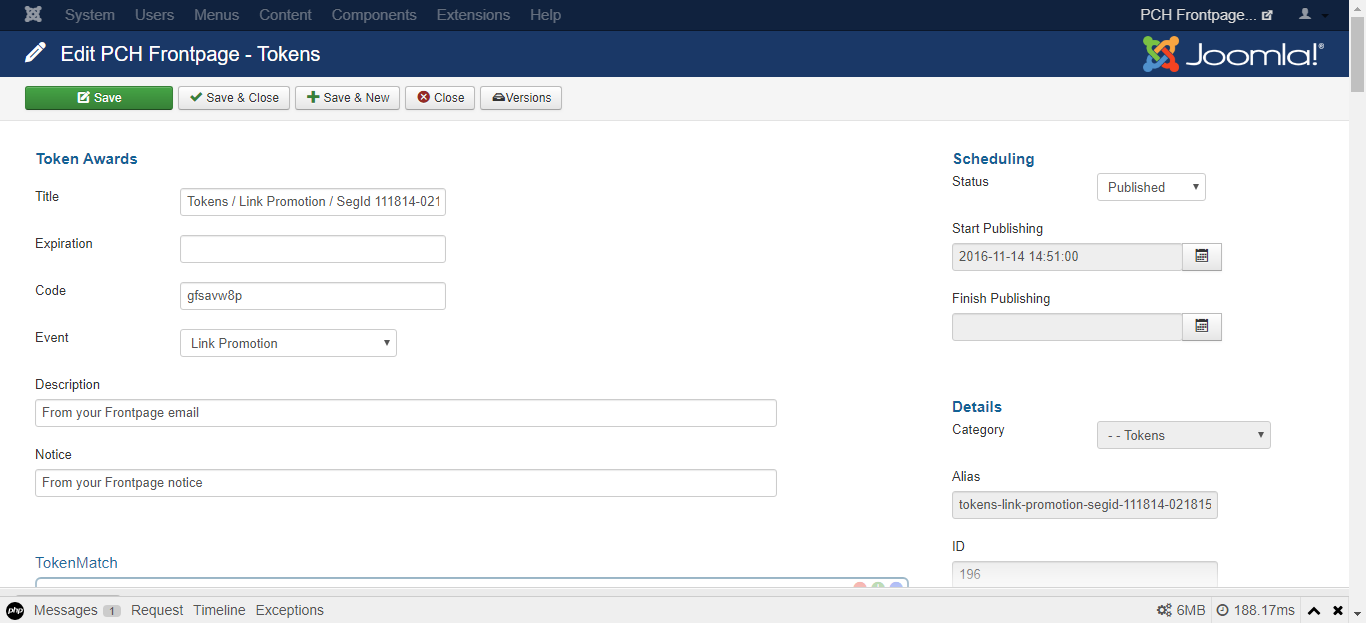 System Users Menus Content Components Extensions Help PCH Frontpage...
Edit PCH Frontpage - Tokens Joomla!®
Save Save & Close Save & New Close Versions
Token Awards
Title Tokens / Link Promotion / SegId 111814-021
Expiration
Code gfsavw8p
Event Link Promotion
Description
From your Frontpage email
Notice
From your Frontpage notice
TokenMatch
Scheduling
Status Published
Start Publishing
2016-11-14 14:51:00
Finish Publishing
Details
Category - - Tokens
Alias
tokens-link-promotion-segid-111814-021815
ID
196
php Messages 1 Request Timeline Exceptions 6MB 188.17ms